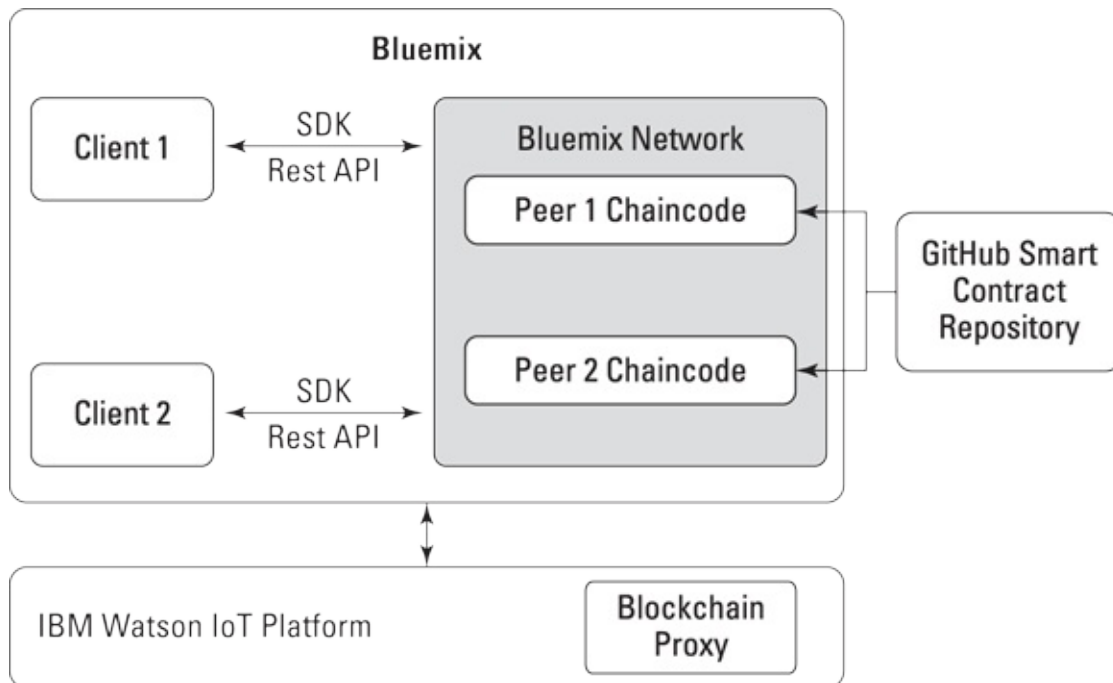 Bluemix
Client 1
SDK
Rest API
Bluemix Network
Peer 1 Chaincode
GitHub Smart
Contract
Repository
Peer 2 Chaincode
Client 2
SDK
Rest API
IBM Watson IoT Platform
Blockchain
Proxy